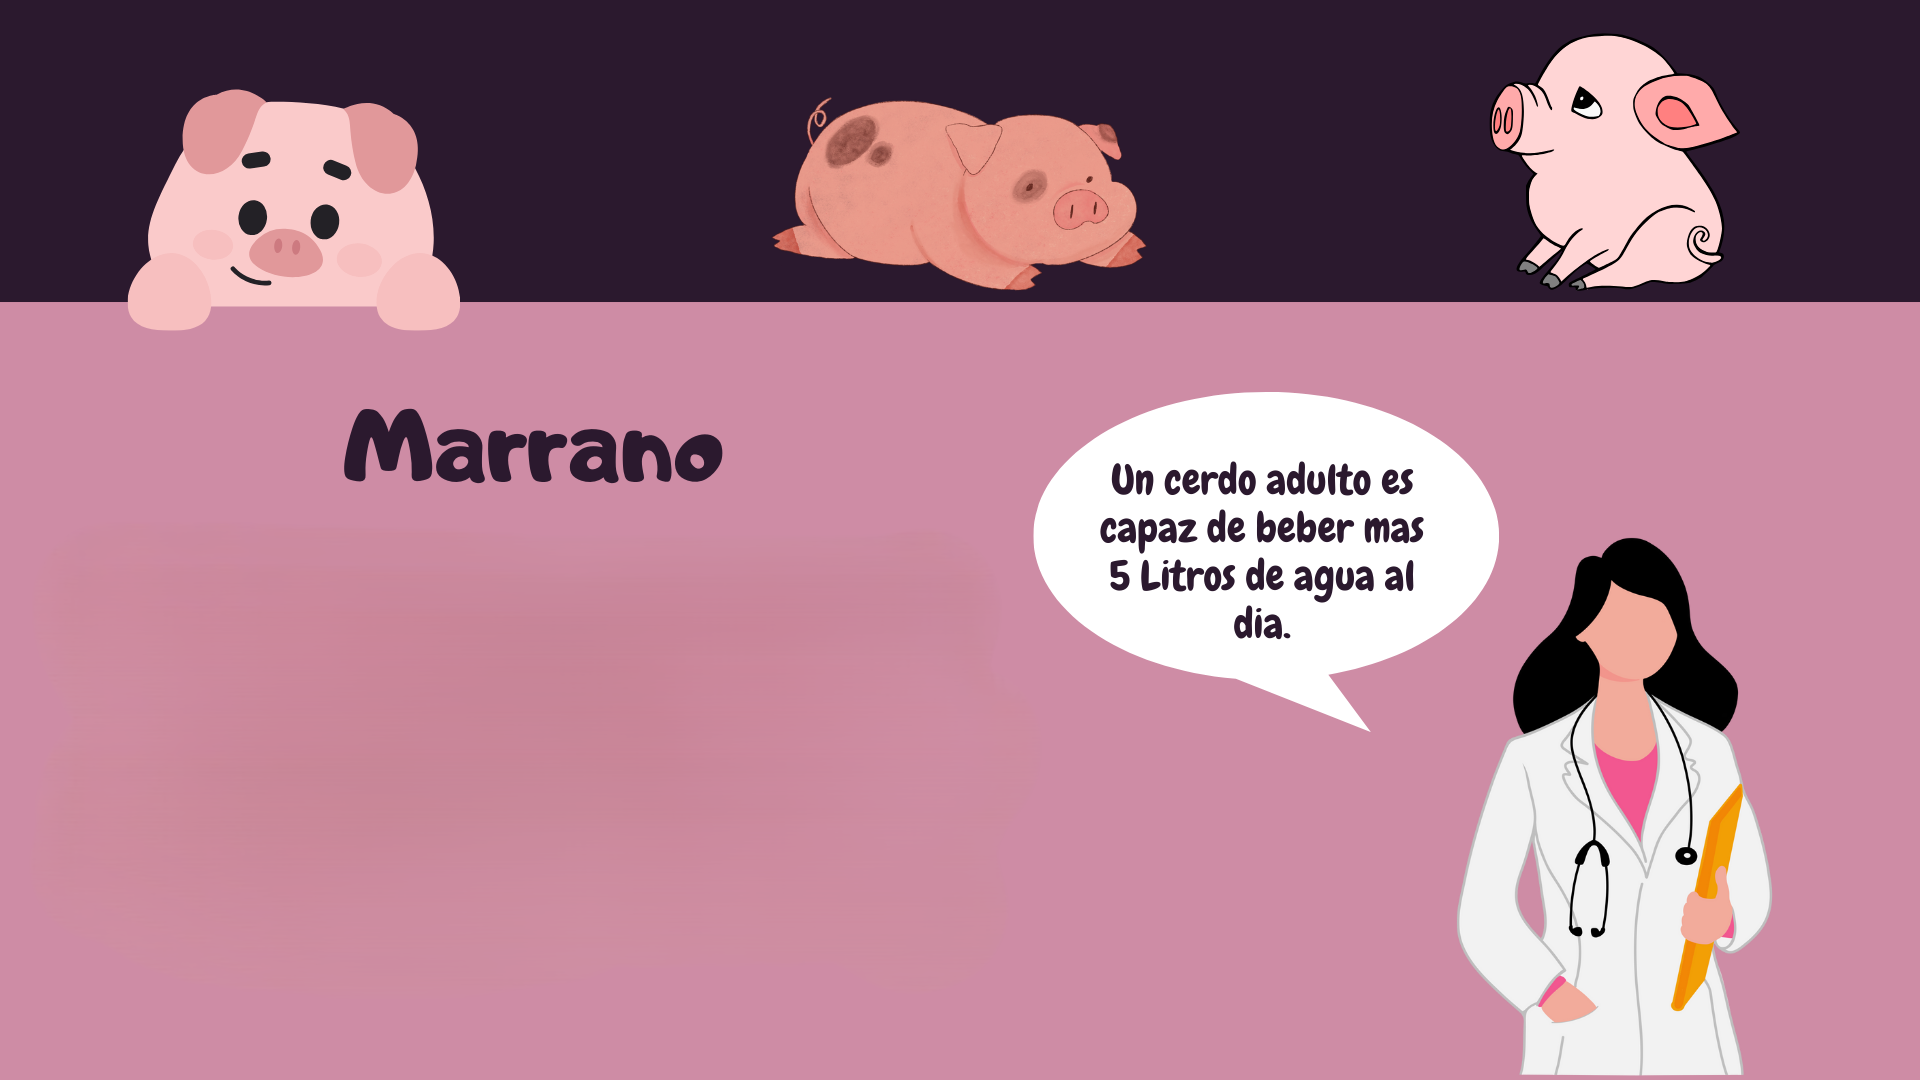 Marrano
Un cerdo adulto es
capaz de beber mas
5 Litros de agua al
dia.